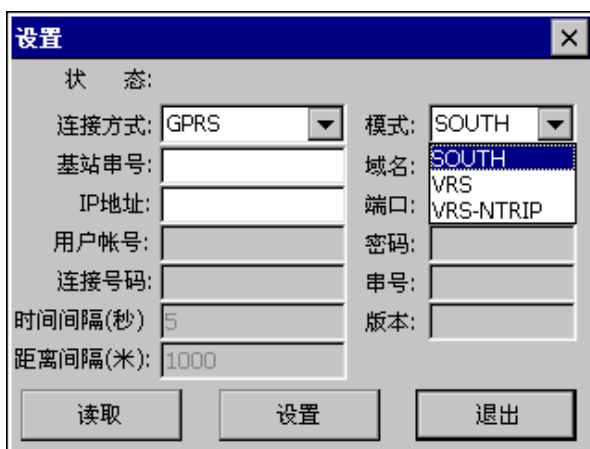 设置
状 态:
连接方式: GPRS 模式: SOUTH
基站串号: 域名: SOUTH
VRS
IP地址: 端口: VRS-NTRIP
用户帐号: 密码:
连接号码: 串号:
时间间隔(秒) 5 版本:
距离间隔(米): 1000
读取 设置 退出